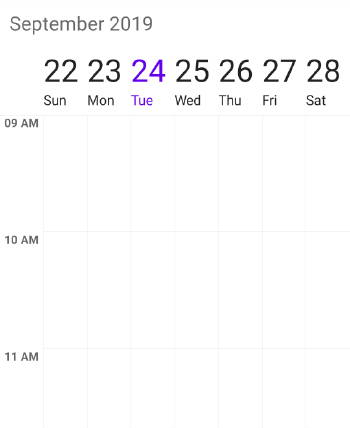 September 2019
22 23 24 25 26 27 28
Sun Mon Tue Wed Thu Fri Sat
09 AM
10 AM
11 AM